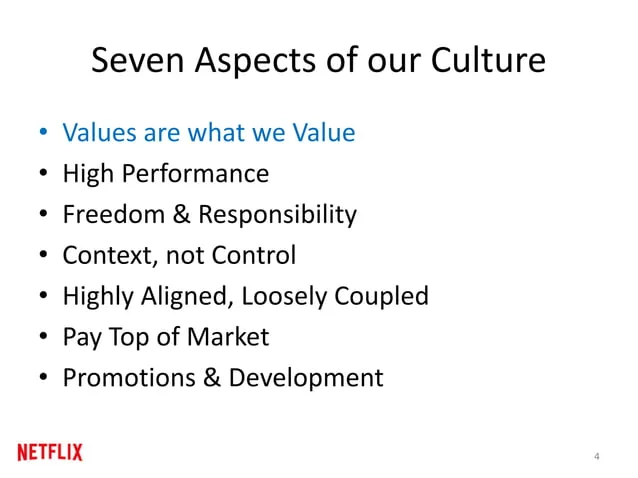 Seven Aspects of our Culture
• Values are what we Value
• High Performance
• Freedom & Responsibility
• Context, not Control
• Highly Aligned, Loosely Coupled
• Pay Top of Market
• Promotions & Development
NETFLIX
4